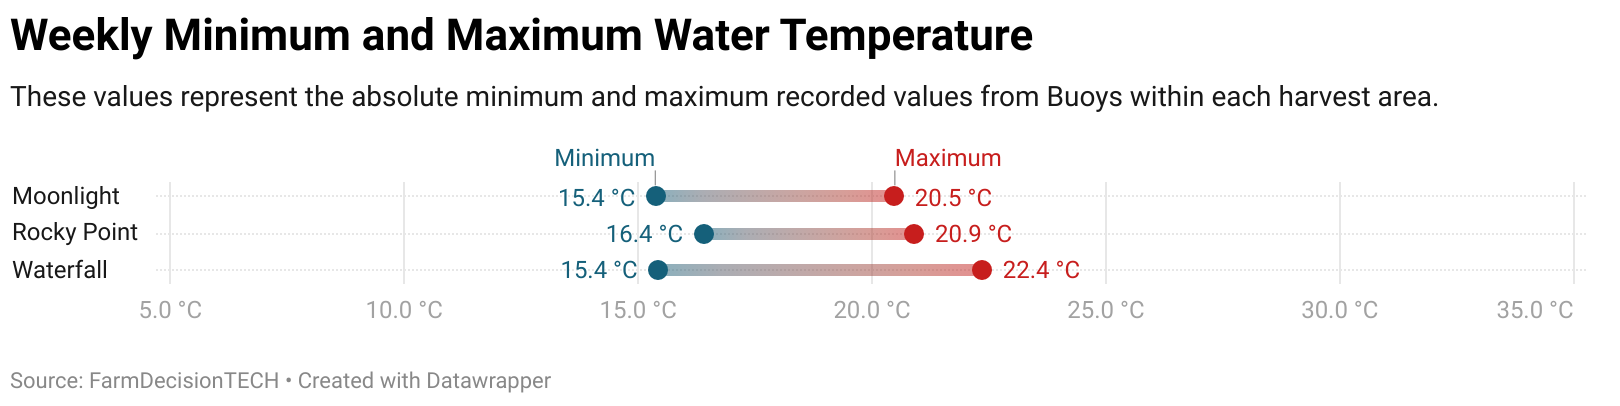 Weekly Minimum and Maximum Water Temperature
These values represent the absolute minimum and maximum recorded values from Buoys within each harvest area.
Minimum Maximum
Moonlight 15.4 °C 20.5 °C
Rocky Point 16.4 °C 20.9 °C
Waterfall 15.4 °C 22.4 °C
5.0 °C 10.0 °C 15.0 °C 20.0 °C 25.0 °C 30.0 °C 35.0 °C
Source: FarmDecisionTECH • Created with Datawrapper